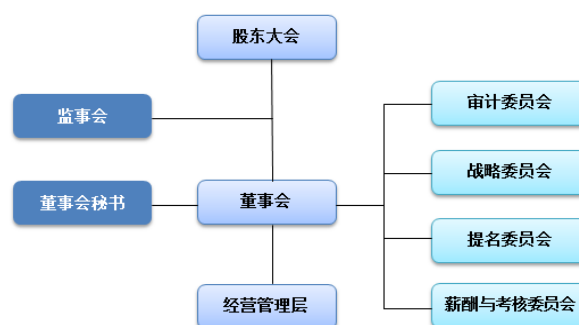 股东大会
监事会
审计委员会
战略委员会
董事会秘书
董事会
提名委员会
经营管理层
薪酬与考核委员会